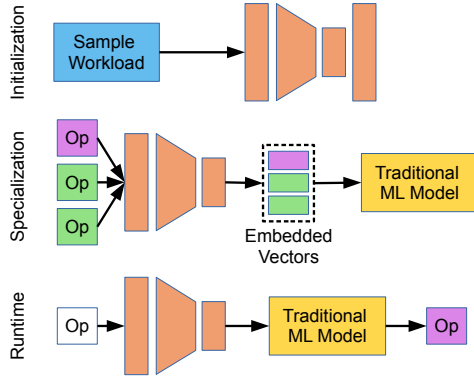 Initialization
Sample
Workload
Specialization
Op
Op
Op
Embedded
Vectors
Traditional
ML Model
Runtime
Op
Traditional
ML Model
Op